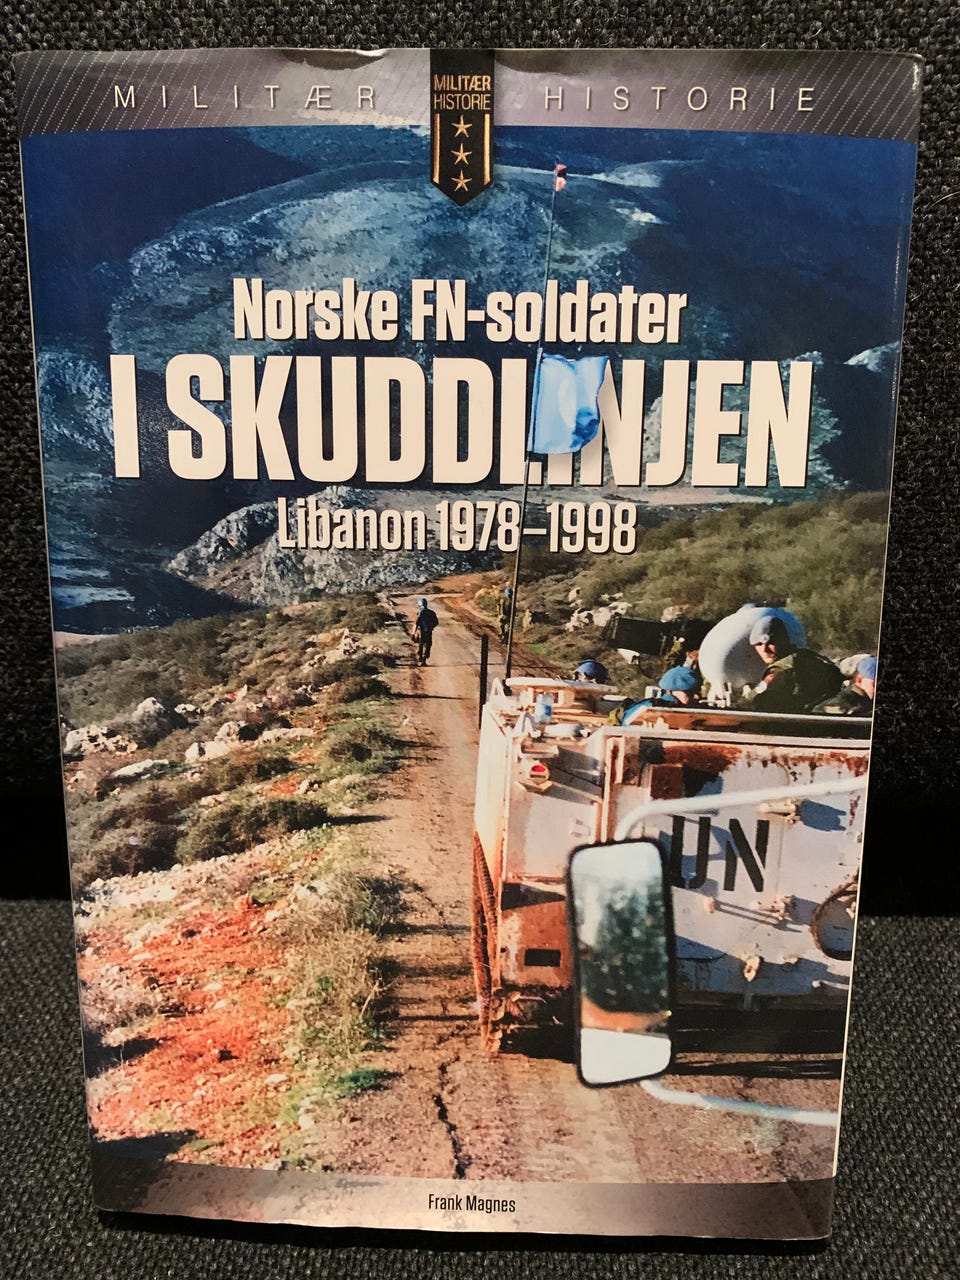 MILITÆR HISTORIE
MILITÆR
HISTORIE
Norske FN-soldater
I SKUDDLINJEN
Libanon 1978–1998
UN
Frank Magnes